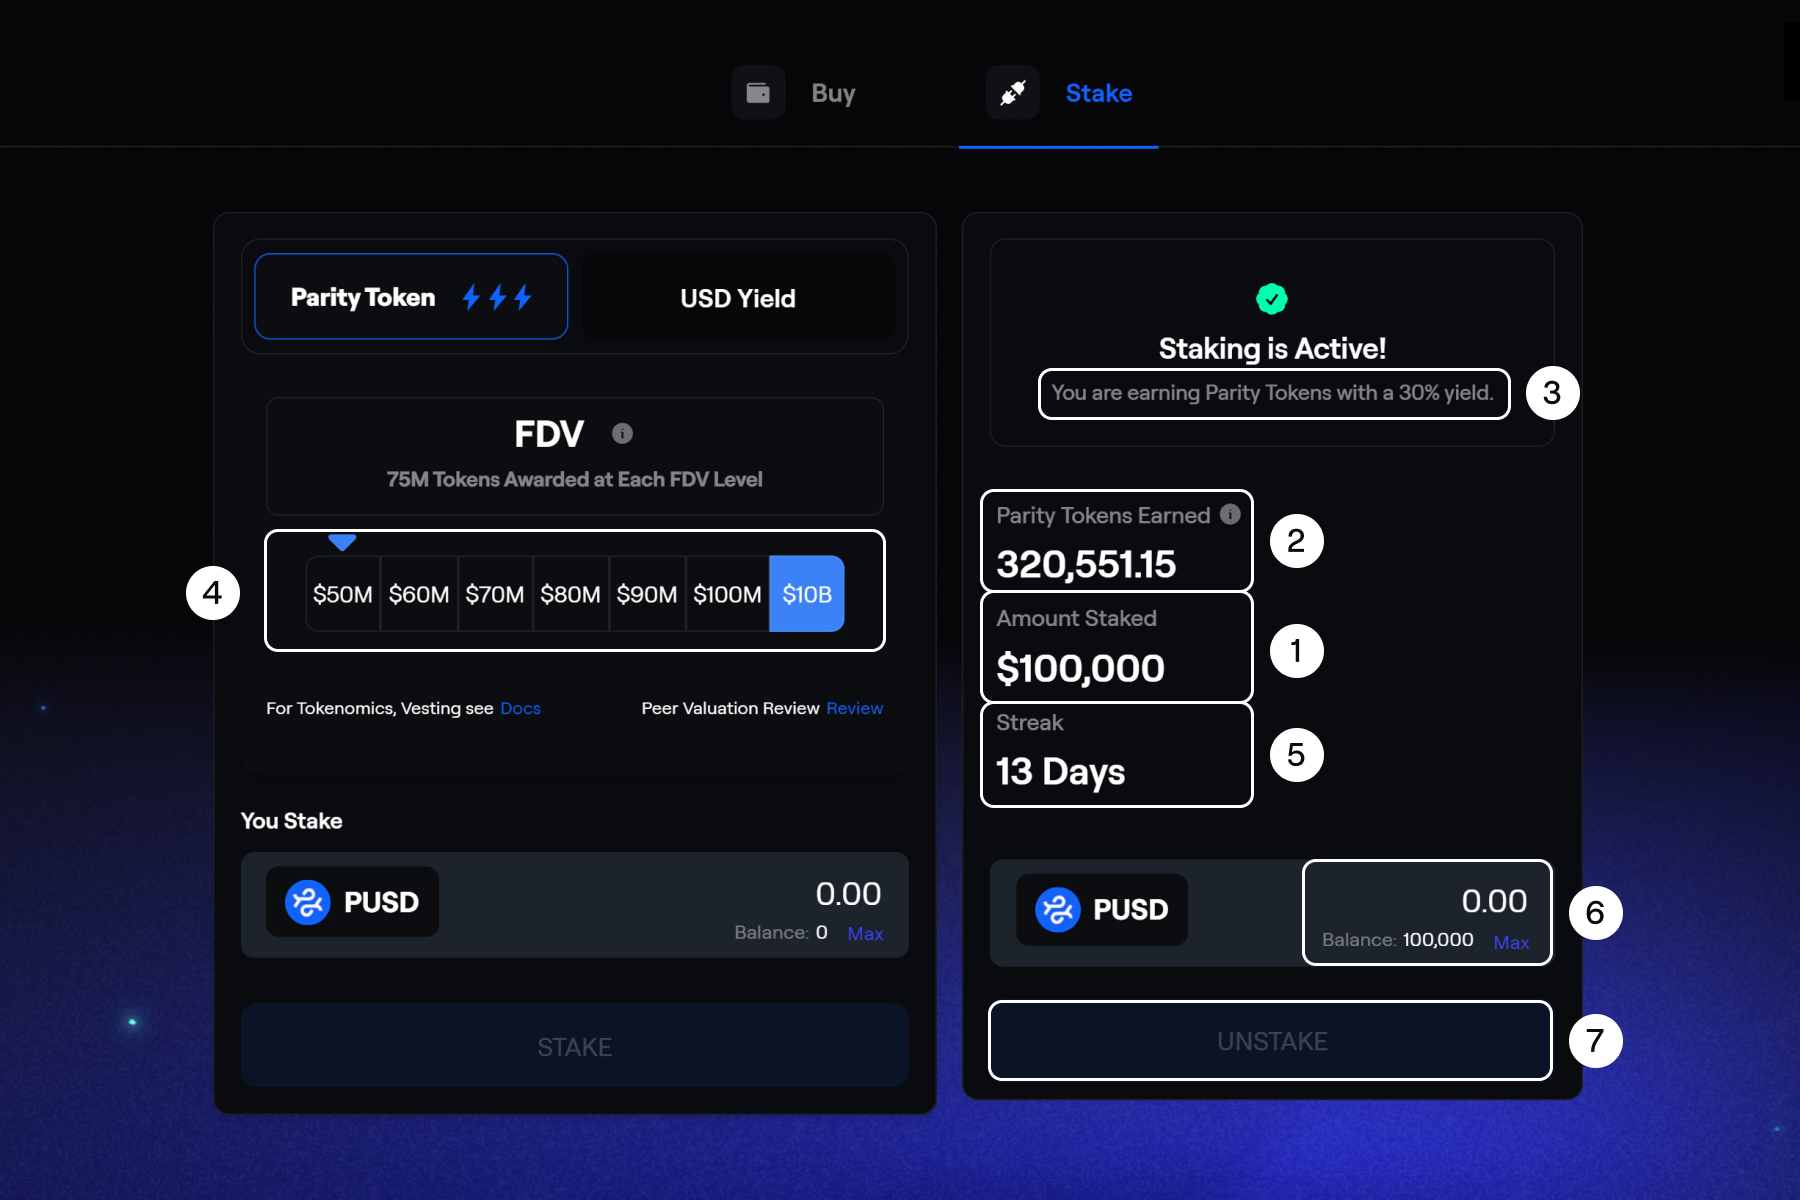 Buy
Stake
Parity Token
USD Yield
FDV
75M Tokens Awarded at Each FDV Level
4
$50M $60M $70M $80M $90M $100M $10B
For Tokenomics, Vesting see Docs
Peer Valuation Review Review
You Stake
PUSD
0.00
Balance: 0 Max
STAKE
Staking is Active!
You are earning Parity Tokens with a 30% yield.
3
Parity Tokens Earned
320,551.15
2
Amount Staked
$100,000
1
Streak
13 Days
5
PUSD
0.00
Balance: 100,000 Max
6
UNSTAKE
7